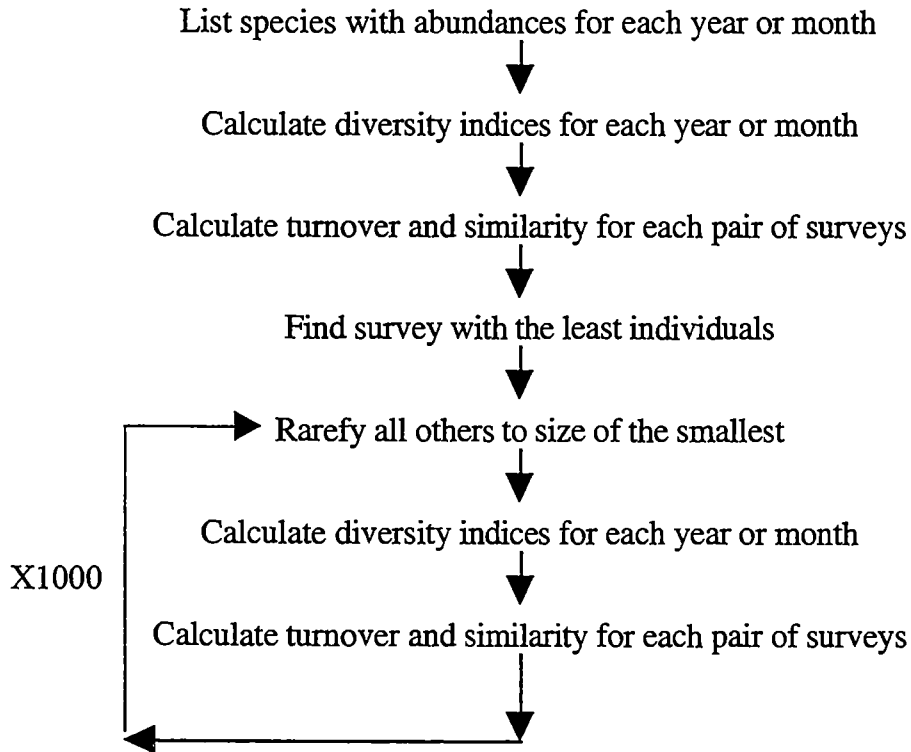 List species with abundances for each year or month
Calculate diversity indices for each year or month
Calculate turnover and similarity for each pair of surveys
Find survey with the least individuals
Rarefy all others to size of the smallest
Calculate diversity indices for each year or month
X1000
Calculate turnover and similarity for each pair of surveys